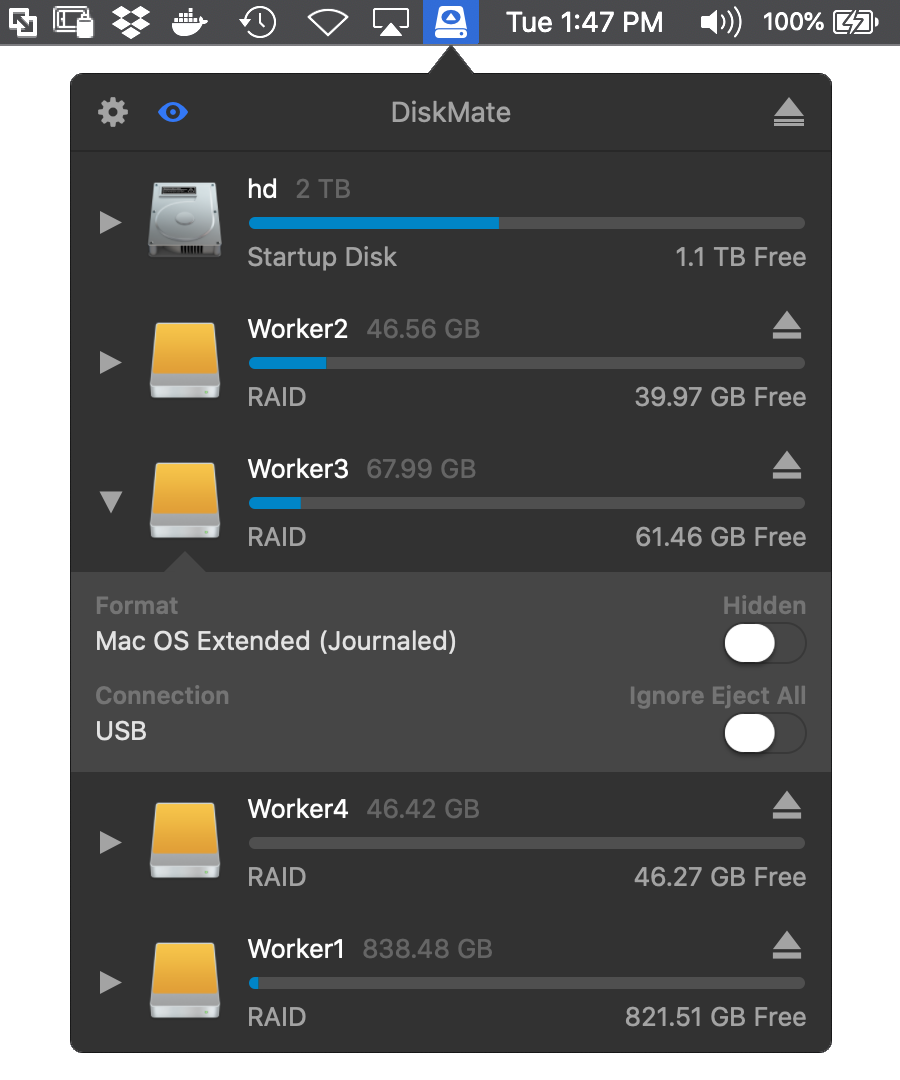 Tue 1:47 PM 100%
DiskMate
hd 2 TB
Startup Disk 1.1 TB Free
Worker2 46.56 GB
RAID 39.97 GB Free
Worker3 67.99 GB
RAID 61.46 GB Free
Format Hidden
Mac OS Extended (Journaled)
Connection Ignore Eject All
USB
Worker4 46.42 GB
RAID 46.27 GB Free
Worker1 838.48 GB
RAID 821.51 GB Free